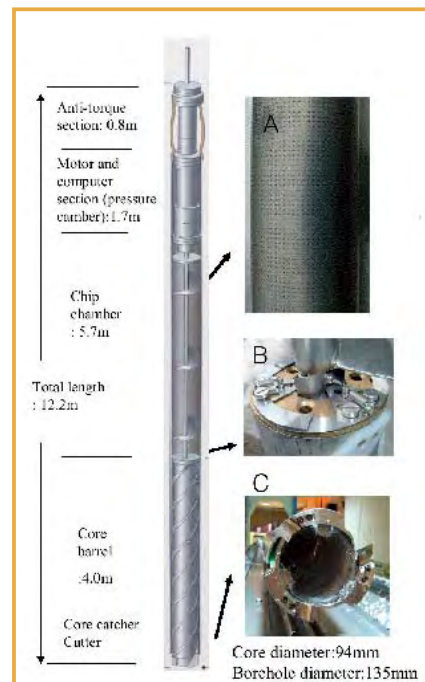 Anti-torque
section: 0.8m
Motor and
computer
section (pressure
camber):1.7m
Chip
chamber
: 5.7m
Total length
: 12.2m
Core
barrel
:4.0m
Core catcher
Cutter
A
B
C
Core diameter:94mm
Borehole diameter:135mm